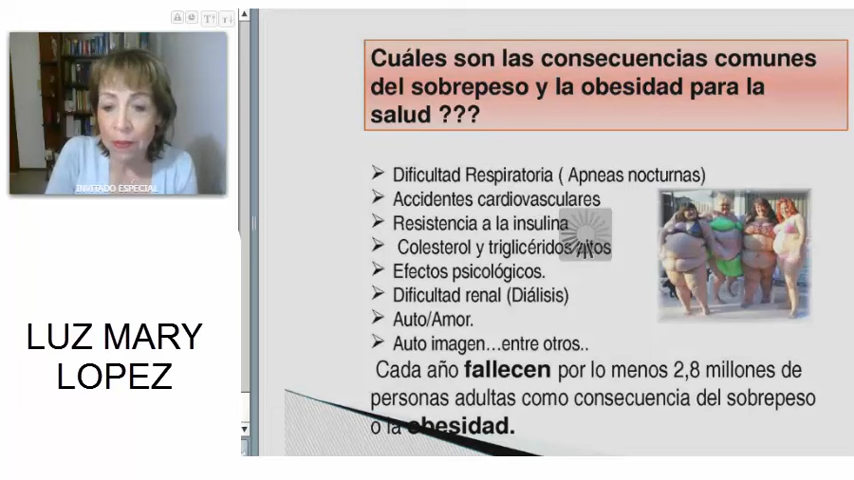 INVITADO ESPECIAL
LUZ MARY
LOPEZ
Cuáles son las consecuencias comunes
del sobrepeso y la obesidad para la
salud ???
Dificultad Respiratoria ( Apneas nocturnas)
Accidentes cardiovasculares
Resistencia a la insulina
Colesterol y triglicéridos altos
Efectos psicológicos.
Dificultad renal (Diálisis)
Auto/Amor.
Auto imagen…entre otros..
Cada año fallecen por lo menos 2,8 millones de
personas adultas como consecuencia del sobrepeso
o la obesidad.